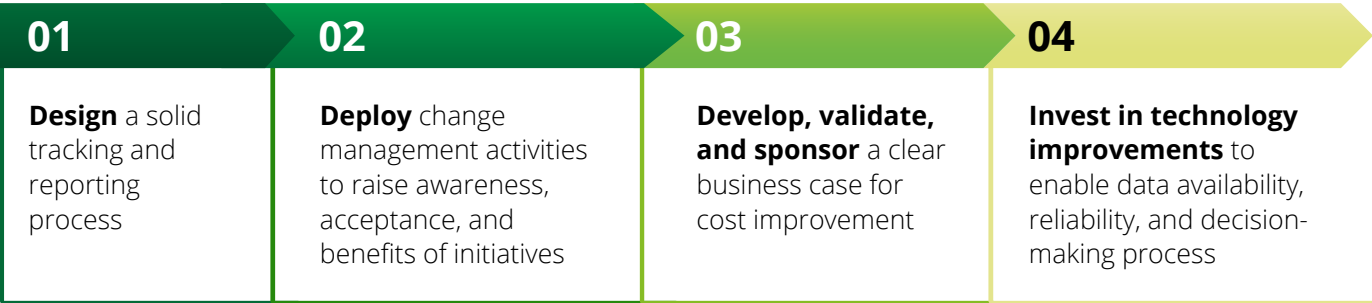 01
Design a solid
tracking and
reporting
process
02
Deploy change
management activities
to raise awareness,
acceptance, and
benefits of initiatives
03
Develop, validate,
and sponsor a clear
business case for
cost improvement
04
Invest in technology
improvements to
enable data availability,
reliability, and decision-
making process